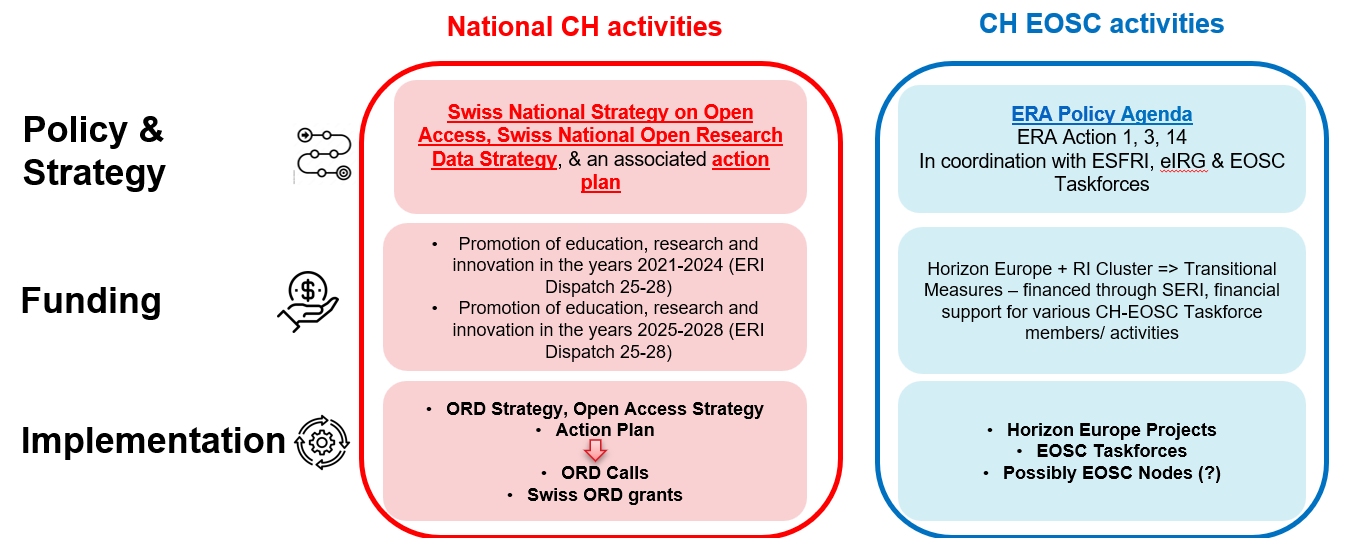 National CH activities
CH EOSC activities
Policy &
Strategy
Swiss National Strategy on Open
Access, Swiss National Open Research
Data Strategy, & an associated action
plan
ERA Policy Agenda
ERA Action 1, 3, 14
In coordination with ESFRI, eIRG & EOSC
Taskforces
Funding
$
• Promotion of education, research and
innovation in the years 2021-2024 (ERI
Dispatch 25-28)
• Promotion of education, research and
innovation in the years 2025-2028 (ERI
Dispatch 25-28)
Horizon Europe + RI Cluster => Transitional
Measures – financed through SERI, financial
support for various CH-EOSC Taskforce
members/ activities
Implementation
• ORD Strategy, Open Access Strategy
• Action Plan
• ORD Calls
• Swiss ORD grants
• Horizon Europe Projects
• EOSC Taskforces
• Possibly EOSC Nodes (?)